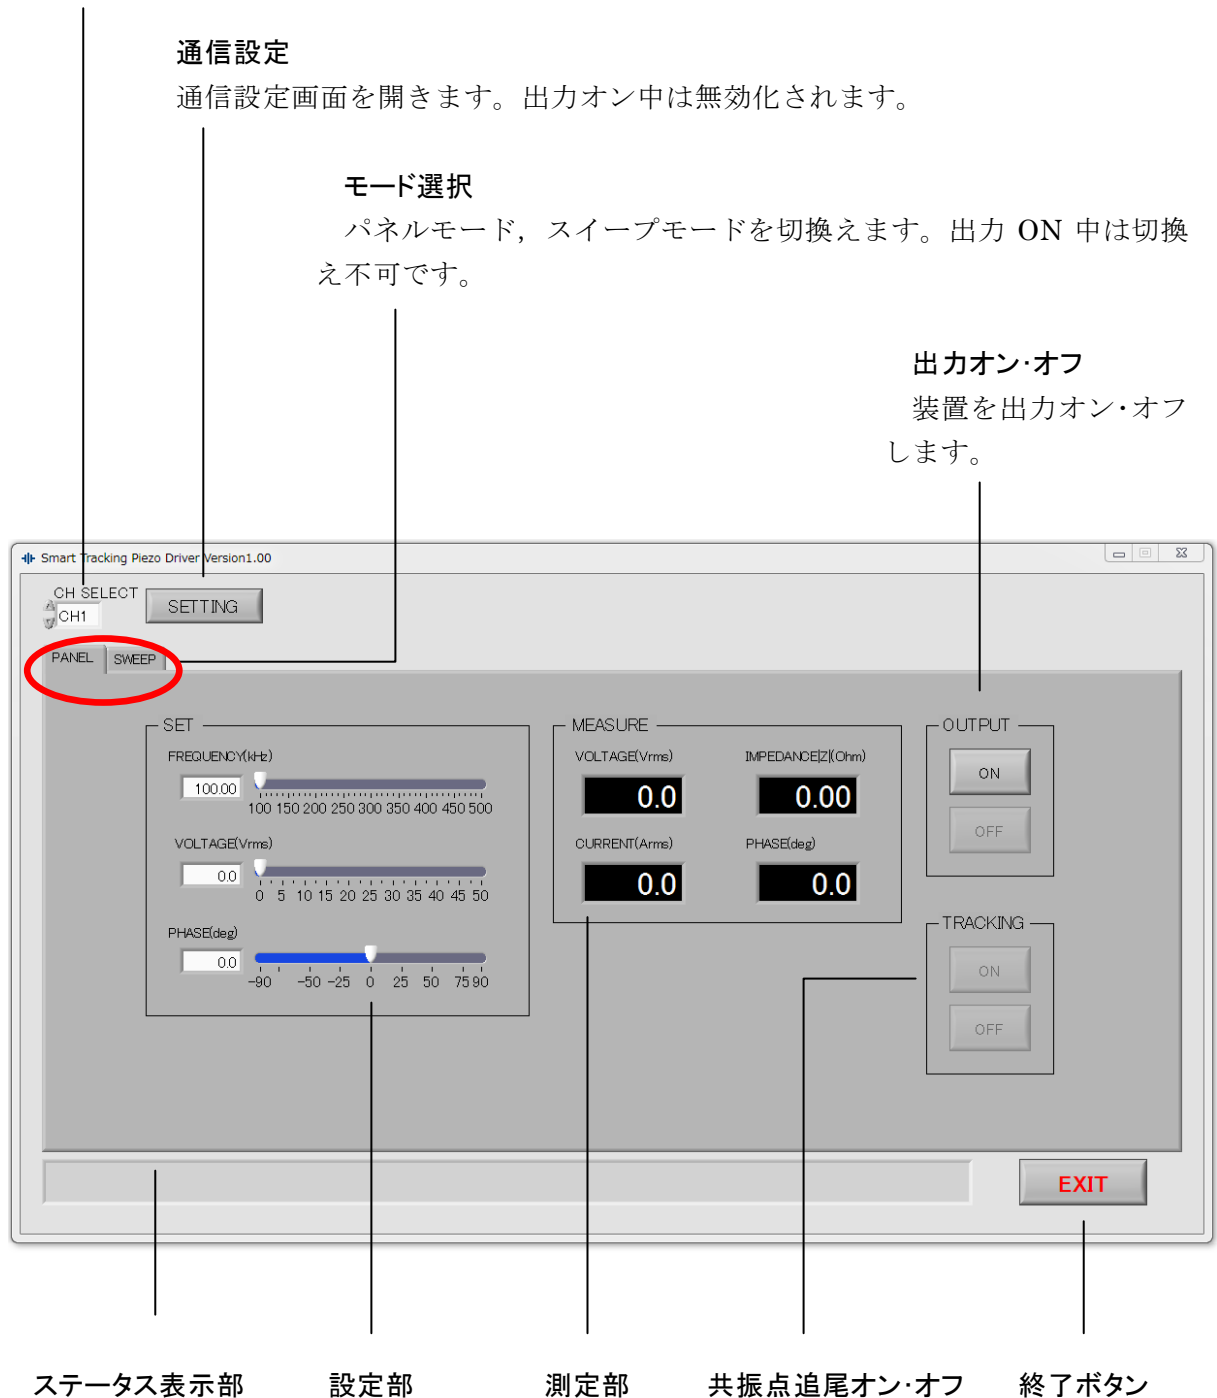 通信設定
通信設定画面を開きます。出力オン中は無効化されます。
モード選択
パネルモード，スイープモードを切換えます。出力 ON 中は切換
え不可です。
出力オン・オフ
装置を出力オン・オフ
します。
Smart Tracking Piezo Driver Version1.00
CH SELECT
CH1
SETTING
PANEL SWEEP
SET
FREQUENCY(kHz)
100.00
100 150 200 250 300 350 400 450 500
VOLTAGE(Vrms)
0.0
0 5 10 15 20 25 30 35 40 45 50
PHASE(deg)
0.0
-90 -50 -25 0 25 50 75 90
MEASURE
VOLTAGE(Vrms) IMPEDANCE|Z|(Ohm)
0.0 0.00
CURRENT(Arms) PHASE(deg)
0.0 0.0
OUTPUT
ON
OFF
TRACKING
ON
OFF
EXIT
ステータス表示部 設定部 測定部 共振点追尾オン・オフ 終了ボタン